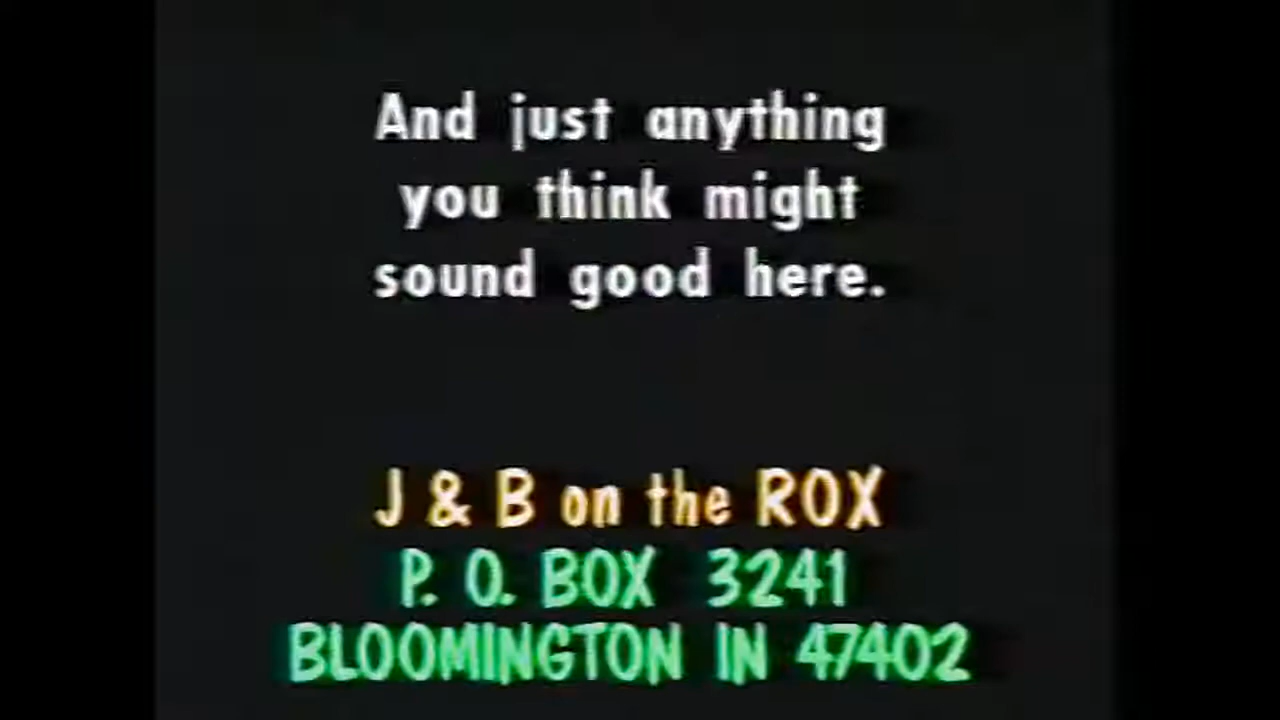 And just anything
you think might
sound good here.
J & B on the ROX
P. O. BOX 3241
BLOOMINGTON IN 47402